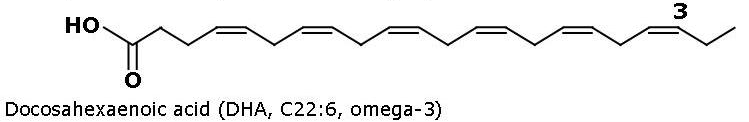 3
HO
O
Docosahexaenoic acid (DHA, C22:6, omega-3)